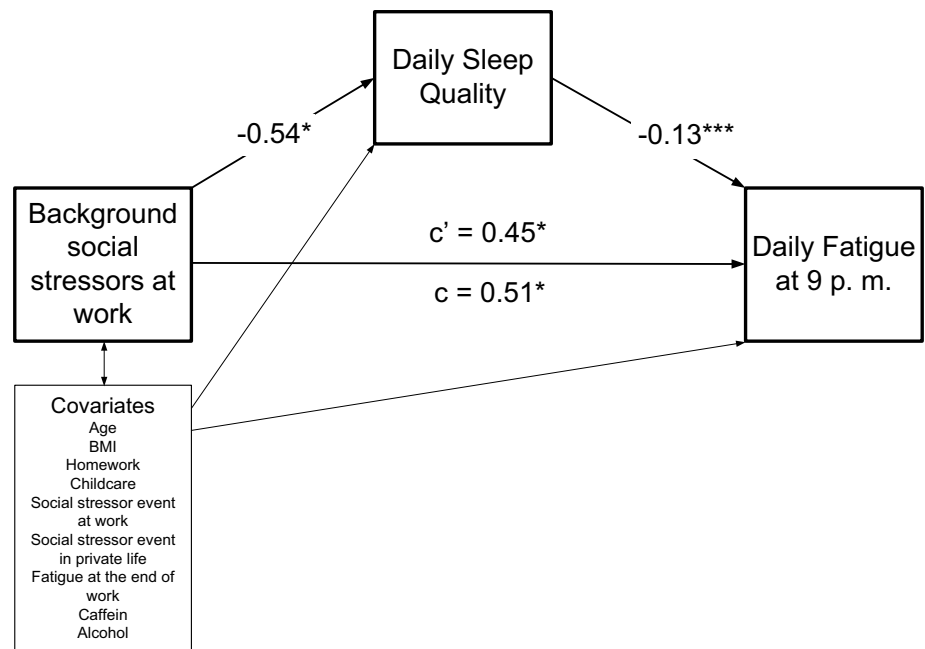 Daily Sleep
Quality
-0.54*
-0.13***
Background
social
stressors at
work
c’ = 0.45*
c = 0.51*
Daily Fatigue
at 9 p. m.
Covariates
Age
BMI
Homework
Childcare
Social stressor event
at work
Social stressor event
in private life
Fatigue at the end of
work
Caffein
Alcohol